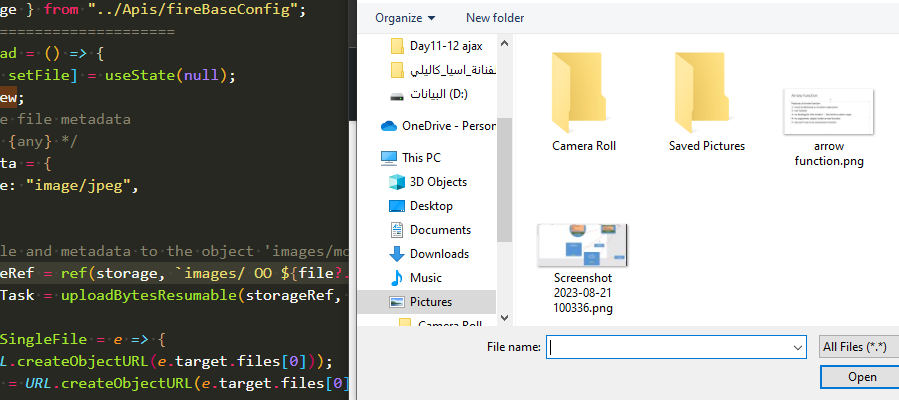 ge } from "../Apis/fireBaseConfig";
=====================
ad = () => {
setFile] = useState(null);
ew;
e file metadata
{any} */
ta = {
e: "image/jpeg",
le and metadata to the object 'images/mo
eRef = ref(storage, `images/ OO ${file?.
Task = uploadBytesResumable(storageRef,
SingleFile = e => {
L.createObjectURL(e.target.files[0]));
= URL.createObjectURL(e.target.files[0]
Organize
New folder
Day11-12 ajax
فنانة_اسيا_كاليلي
البيانات (D:)
OneDrive - Person
This PC
3D Objects
Desktop
Documents
Downloads
Music
Pictures
Camera Roll
Camera Roll
Saved Pictures
arrow
function.png
Screenshot
2023-08-21
100336.png
File name:
All Files (*.*)
Open